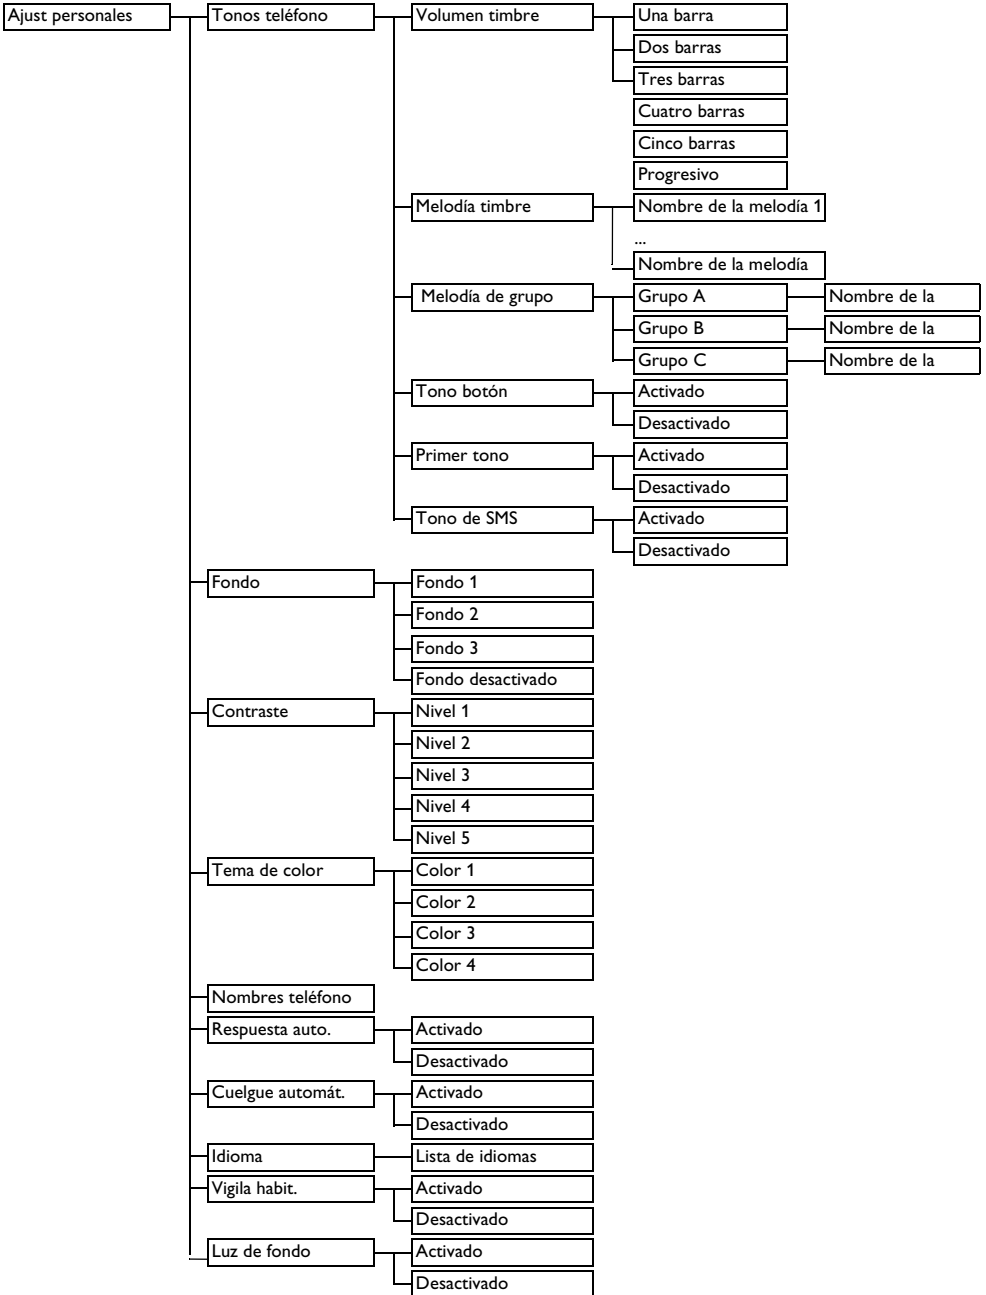 Ajust personales
Tonos teléfono
Volumen timbre
Una barra
Dos barras
Tres barras
Cuatro barras
Cinco barras
Progresivo
Melodía timbre
Nombre de la melodía 1
...
Nombre de la melodía
Melodía de grupo
Grupo A
Nombre de la
Grupo B
Nombre de la
Grupo C
Nombre de la
Tono botón
Activado
Desactivado
Primer tono
Activado
Desactivado
Tono de SMS
Activado
Desactivado
Fondo
Fondo 1
Fondo 2
Fondo 3
Fondo desactivado
Contraste
Nivel 1
Nivel 2
Nivel 3
Nivel 4
Nivel 5
Tema de color
Color 1
Color 2
Color 3
Color 4
Nombres teléfono
Respuesta auto.
Activado
Desactivado
Cuelgue automát.
Activado
Desactivado
Idioma
Lista de idiomas
Vigila habit.
Activado
Desactivado
Luz de fondo
Activado
Desactivado